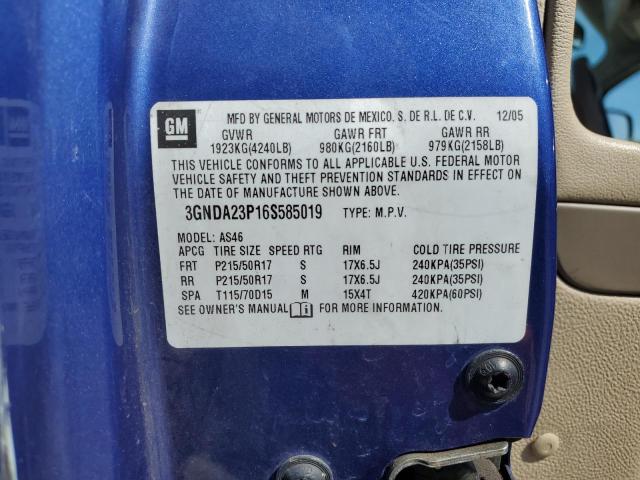 GM
MFD BY GENERAL MOTORS DE MEXICO. S. DE R.L. DE C.V. 12/05
GVWR GAWR FRT GAWR RR
1923KG(4240LB) 980KG(2160LB) 979KG(2158LB)
THIS VEHICLE CONFORMS TO ALL APPLICABLE U.S. FEDERAL MOTOR
VEHICLE SAFETY AND THEFT PREVENTION STANDARDS IN EFFECT ON
THE DATE OF MANUFACTURE SHOWN ABOVE.
3GNDA23P16S585019 TYPE: M.P.V.
MODEL: AS46
APCG TIRE SIZE SPEED RTG RIM COLD TIRE PRESSURE
FRT P215/50R17 S 17X6.5J 240KPA(35PSI)
RR P215/50R17 S 17X6.5J 240KPA(35PSI)
SPA T115/70D15 M 15X4T 420KPA(60PSI)
SEE OWNER'S MANUAL FOR MORE INFORMATION.